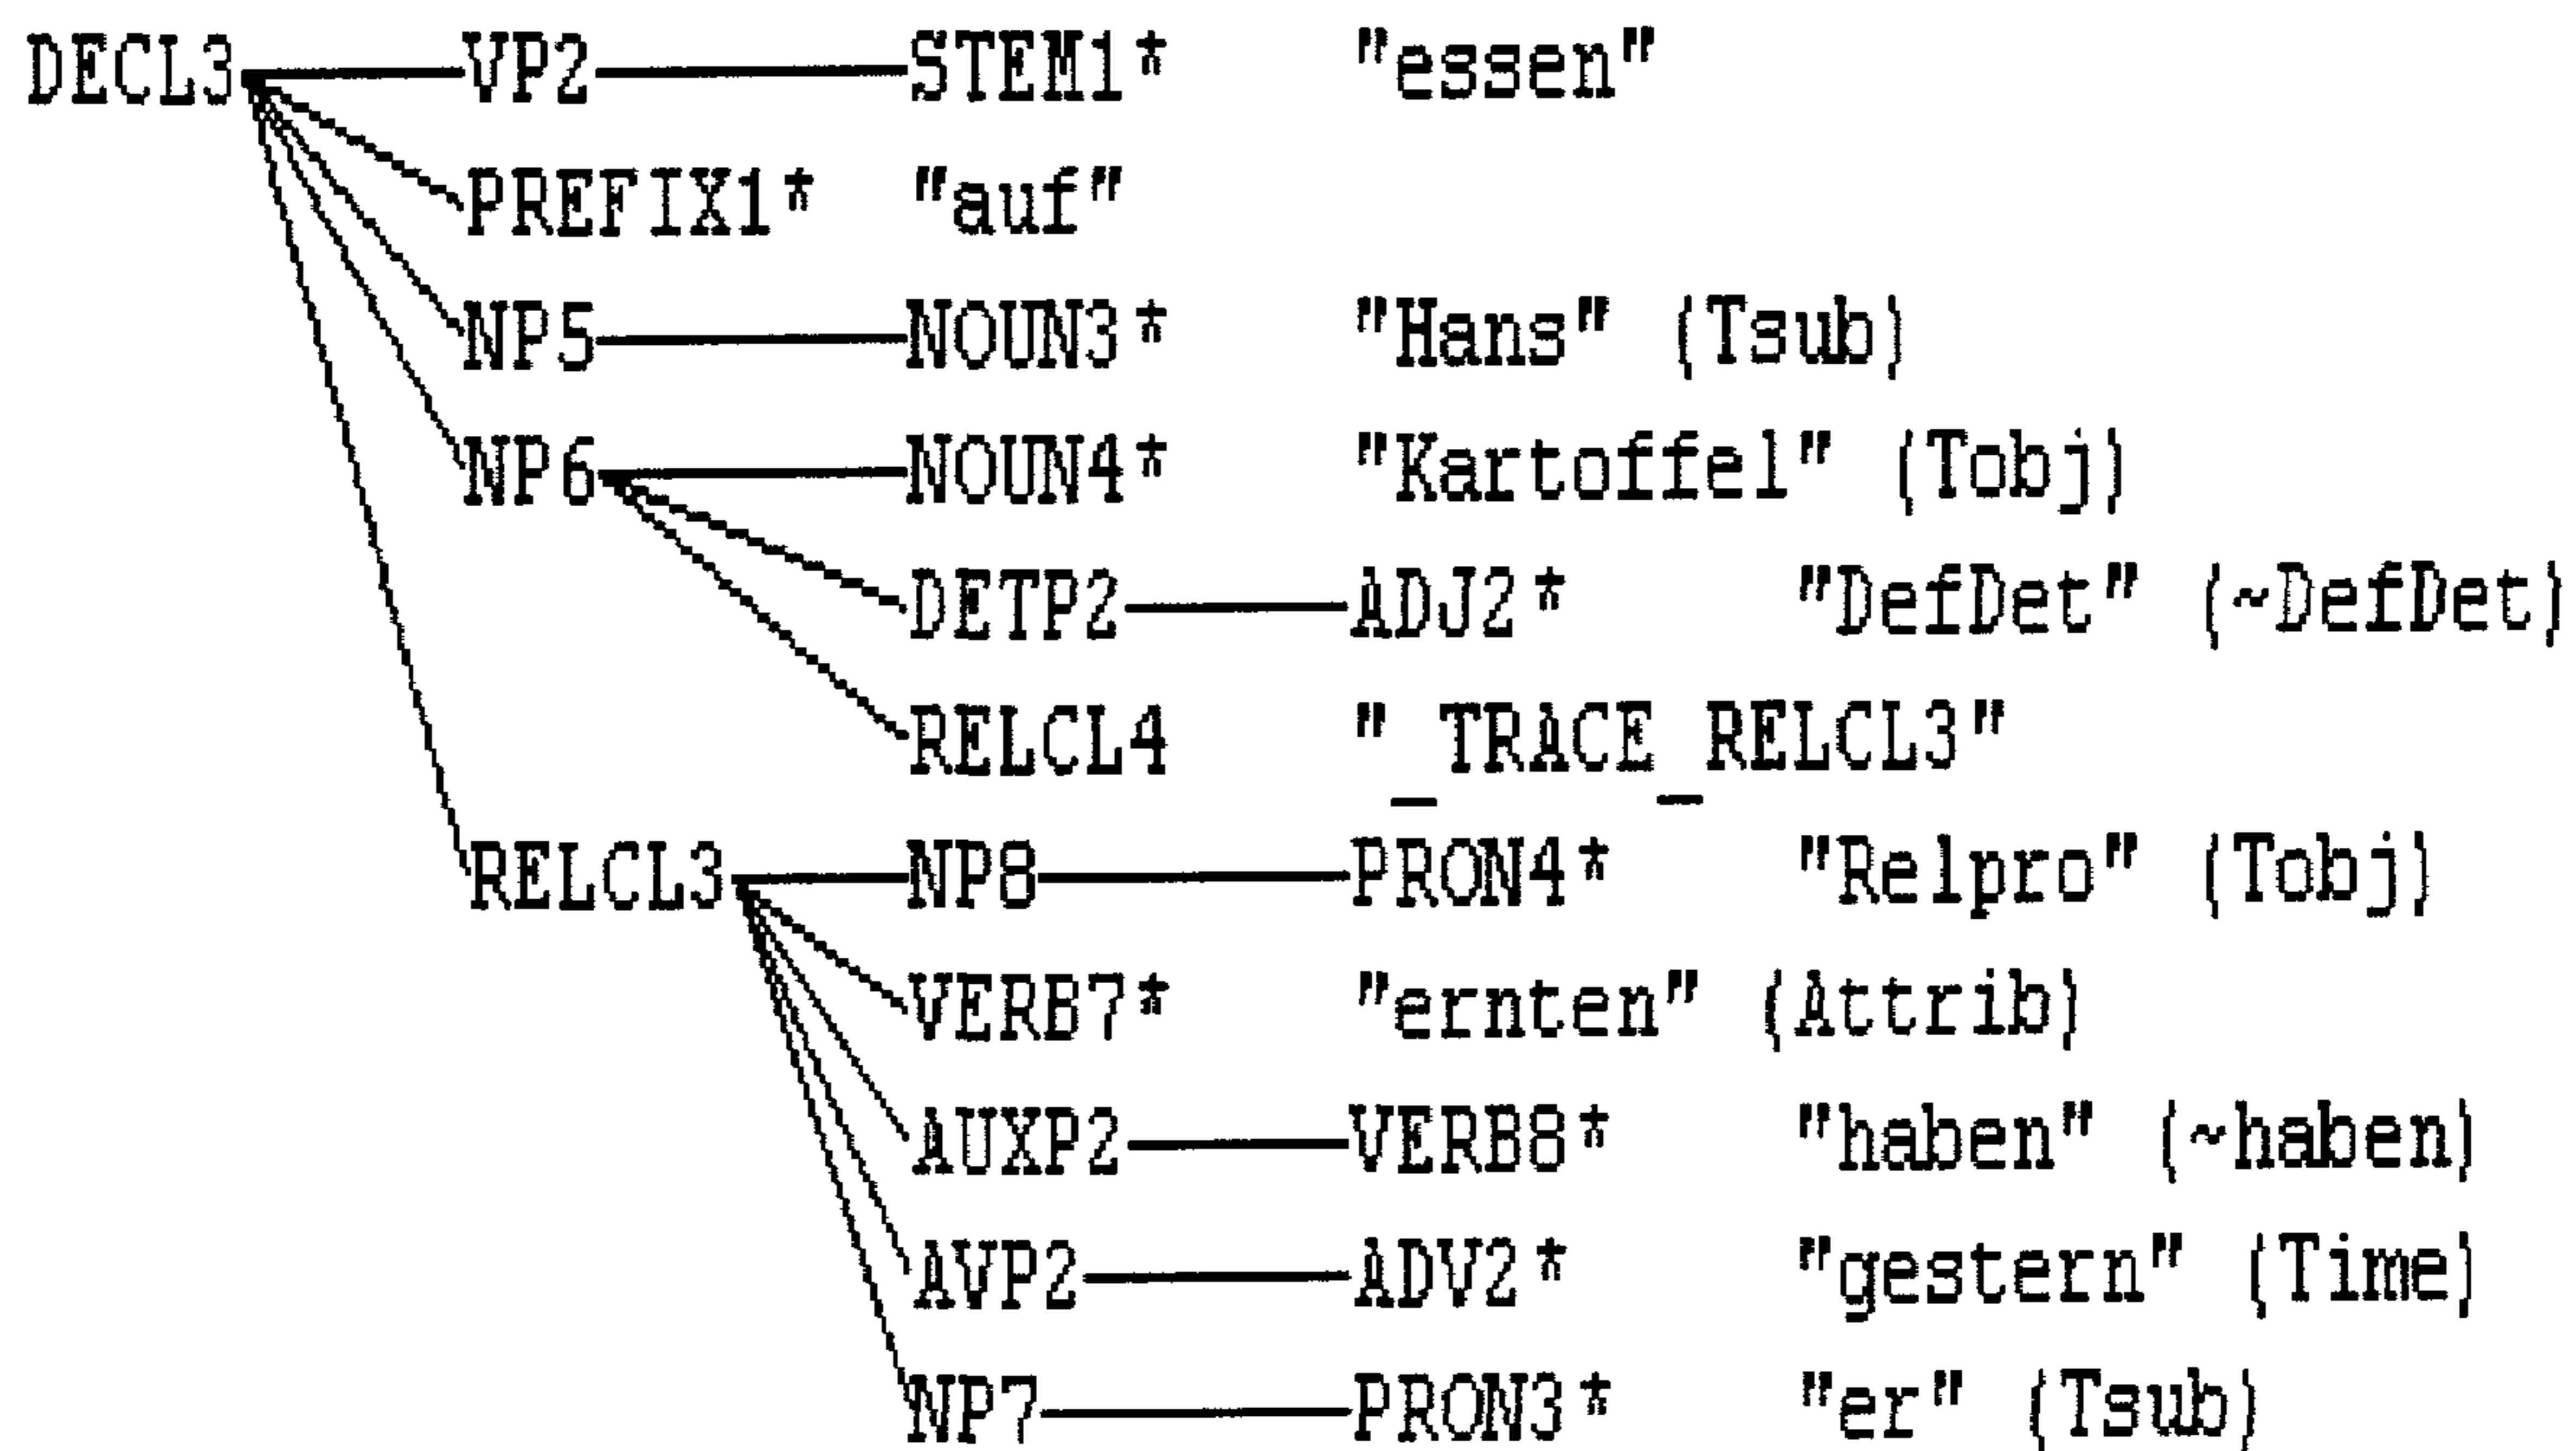 DECL3 VP2 STEM1* "essen"
PREFIX1* "auf"
NP5 NOUN3* "Hans" (Tsub)
NP6 NOUN4* "Kartoffel" (Tobj)
DETP2 ADJ2* "DefDet" (~DefDet)
RELCL4 "_TRACE_RELCL3"
RELCL3 NP8 PRON4* "Relpro" (Tobj)
VERB7* "ernten" (Attrib)
AUXP2 VERB8* "haben" (~haben)
AVP2 ADV2* "gestern" (Time)
NP7 PRON3* "er" (Tsub)